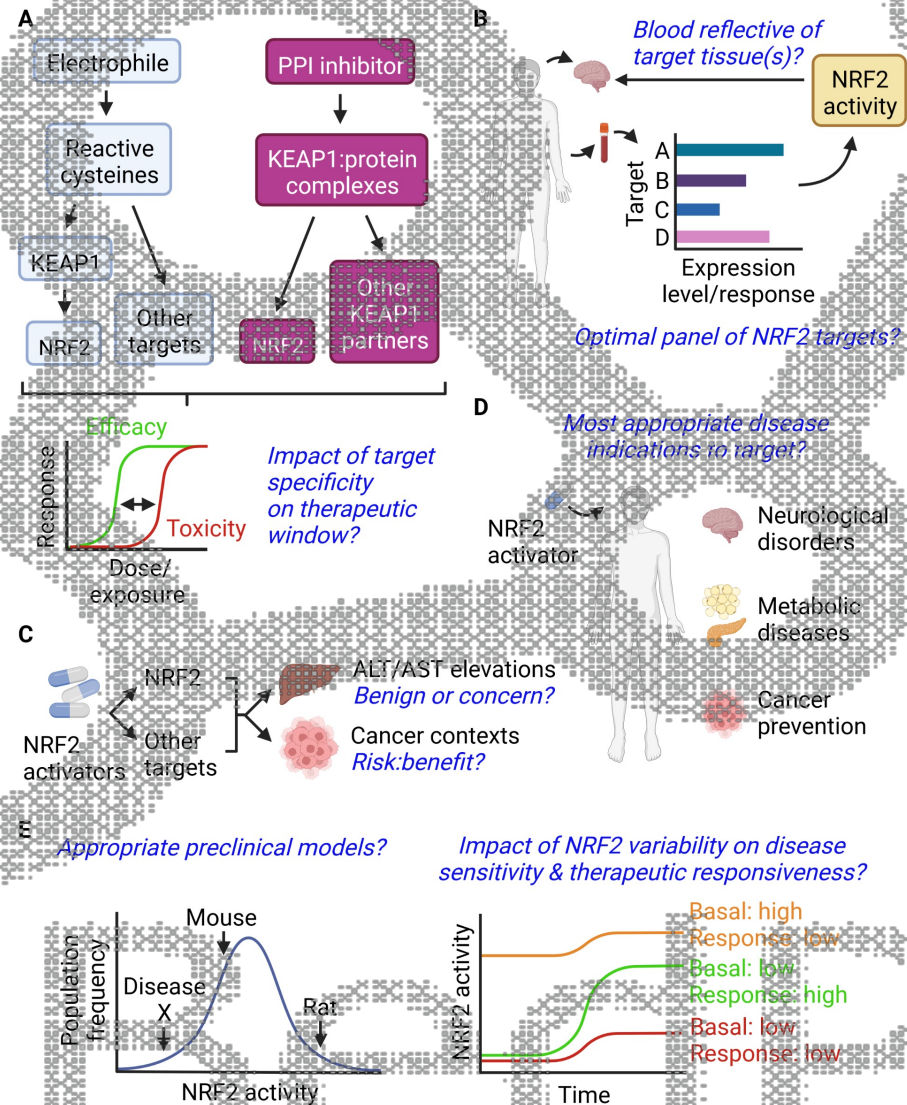 A
Electrophile
PPI inhibitor
Reactive
cysteines
KEAP1:protein
complexes
KEAP1
Other
targets
NRF2
NRF2
Other
KEAP1
partners
Efficacy
Response
Toxicity
Dose/
exposure
Impact of target
specificity
on therapeutic
window?
B
Blood reflective of
target tissue(s)?
NRF2
activity
Target
A
B
C
D
Expression
level/response
Optimal panel of NRF2 targets?
C
NRF2
activators
NRF2
Other
targets
ALT/AST elevations
Benign or concern?
Cancer contexts
Risk:benefit?
D
Most appropriate disease
indications to target?
NRF2
activator
Neurological
disorders
Metabolic
diseases
Cancer
prevention
E
Appropriate preclinical models?
Population
frequency
Mouse
Disease
X
Rat
NRF2 activity
Impact of NRF2 variability on disease
sensitivity & therapeutic responsiveness?
NRF2 activity
Basal: high
Response: low
Basal: low
Response: high
Basal: low
Response: low
Time